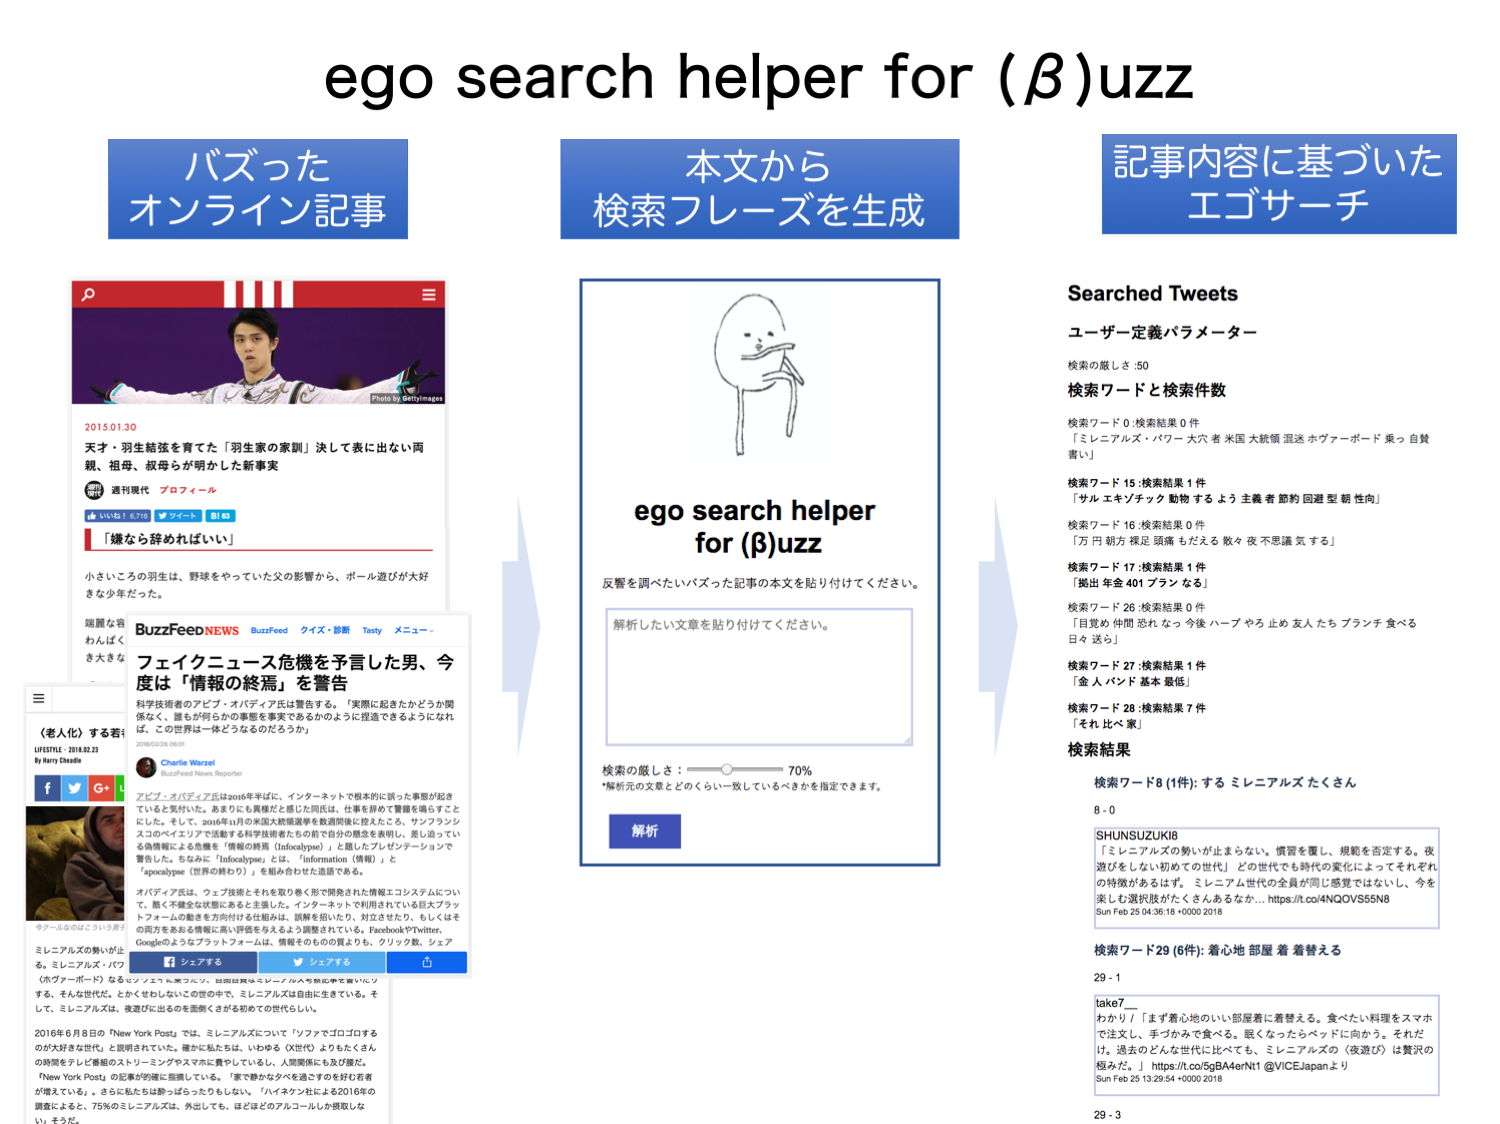 ego search helper for (β)uzz
バズった
オンライン記事
本文から
検索フレーズを生成
記事内容に基づいた
エゴサーチ
Photo by GettyImages
2015.01.30
天才・羽生結弦を育てた「羽生家の家訓」決して表に出ない両
親、祖母、叔母らが明かした新事実
週刊現代 プロフィール
いいね！ 6,716 ツイート B! 63
「嫌なら辞めればいい」
小さいころの羽生は、野球をやっていた父の影響から、ボール遊びが大好
きな少年だった。
端麗な容
わんぱく
き大きな
BuzzFeedNEWS BuzzFeed クイズ・診断 Tasty メニュー
フェイクニュース危機を予言した男、今
度は「情報の終焉」を警告
科学技術者のアビブ・オバディア氏は警告する。「実際に起きたかどうか関
係なく、誰もが何らかの事態を事実であるかのように捏造できるようになれ
ば、この世界は一体どうなるのだろうか」
2018/02/26 06:01
Charlie Warzel
BuzzFeed News Reporter
アビブ・オバディア氏は2016年半ばに、インターネットで根本的に誤った事態が起き
ていると気付いた。あまりにも異様だと感じた同氏は、仕事を辞めて警鐘を鳴らすこと
にした。そして、2016年11月の米国大統領選挙を数週間後に控えたころ、サンフランシ
スコのベイエリアで活動する科学技術者たちの前で自分の懸念を表明し、差し迫ってい
る偽情報による危機を「情報の終焉（Infocalypse）」と題したプレゼンテーションで
警告した。ちなみに「Infocalypse」とは、「information（情報）」と
「apocalypse（世界の終わり）」を組み合わせた造語である。
オバディア氏は、ウェブ技術とそれを取り巻く形で開発された情報エコシステムについ
て、酷く不健全な状態にあると主張した。インターネットで利用されている巨大プラッ
トフォームの動きを方向付ける仕組みは、誤解を招いたり、対立させたり、もしくはそ
の両方をあおる情報に高い評価を与えるよう調整されている。FacebookやTwitter、
Googleのようなプラットフォームは、情報そのものの質よりも、クリック数、シェア
シェアする シェアする
〈老人化〉する若
LIFESTYLE - 2018.02.23
By Harry Cheadle
f G+
今クールなのはこういう男子
ミレニアルズの勢いが止
る。ミレニアルズ・パワ
〈ホヴァーボード〉なる
する、そんな世代だ。とかくせわしないこの世の中で、ミレニアルズは自由に生きている。そ
して、ミレニアルズは、夜遊びに出るのを面倒くさがる初めての世代らしい。
2016年6月8日の『New York Post』では、ミレニアルズについて「ソファでゴロゴロする
のが大好きな世代」と説明されていた。確かに私たちは、いわゆる〈X世代〉よりもたくさん
の時間をテレビ番組のストリーミングやスマホに費やしているし、人間関係にも及び腰だ。
『New York Post』の記事が的確に指摘している。「家で静かな夕べを過ごすのを好む若者
が増えている」。さらに私たちは酔っぱらったりもしない。「ハイネケン社による2016年の
調査によると、75%のミレニアルズは、外出しても、ほどほどのアルコールしか摂取しな
い」そうだ。
ego search helper
for (β)uzz
反響を調べたいバズった記事の本文を貼り付けてください。
解析したい文章を貼り付けてください。
検索の厳しさ： 70%
*解析元の文章とどのくらい一致しているべきかを指定できます。
解析
Searched Tweets
ユーザー定義パラメーター
検索の厳しさ :50
検索ワードと検索件数
検索ワード 0 :検索結果 0 件
「ミレニアルズ・パワー 大穴 者 米国 大統領 混迷 ホヴァーボード 乗っ 自賛
書い」
検索ワード 15 :検索結果 1 件
「サル エキゾチック 動物 する よう 主義 者 節約 回避 型 朝 性向」
検索ワード 16 :検索結果 0 件
「万 円 朝方 裸足 頭痛 もだえる 散々 夜 不思議 気 する」
検索ワード 17 :検索結果 1 件
「拠出 年金 401 プラン なる」
検索ワード 26 :検索結果 0 件
「目覚め 仲間 恐れ なっ 今後 ハーブ やろ 止め 友人 たち ブランチ 食べる
日々 送ら」
検索ワード 27 :検索結果 1 件
「金 人 バンド 基本 最低」
検索ワード 28 :検索結果 7 件
「それ 比べ 家」
検索結果
検索ワード8 (1件): する ミレニアルズ たくさん
8 - 0
SHUNSUZUKI8
「ミレニアルズの勢いが止まらない。慣習を覆し、規範を否定する。夜
遊びをしない初めての世代」 どの世代でも時代の変化によってそれぞれ
の特徴があるはず。 ミレニアム世代の全員が同じ感覚ではないし、今を
楽しむ選択肢がたくさんあるなか... https://t.co/4NQOVS55N8
Sun Feb 25 04:36:18 +0000 2018
検索ワード29 (6件): 着心地 部屋 着 着替える
29 - 1
take7__
わかり / 「まず着心地のいい部屋着に着替える。食べたい料理をスマホ
で注文し、手づかみで食べる。眠くなったらベッドに向かう。それだ
け。過去のどんな世代に比べても、ミレニアルズの〈夜遊び〉は贅沢の
極みだ。」 https://t.co/5gBA4erNt1 @VICEJapanより
Sun Feb 25 13:29:54 +0000 2018
29 - 3